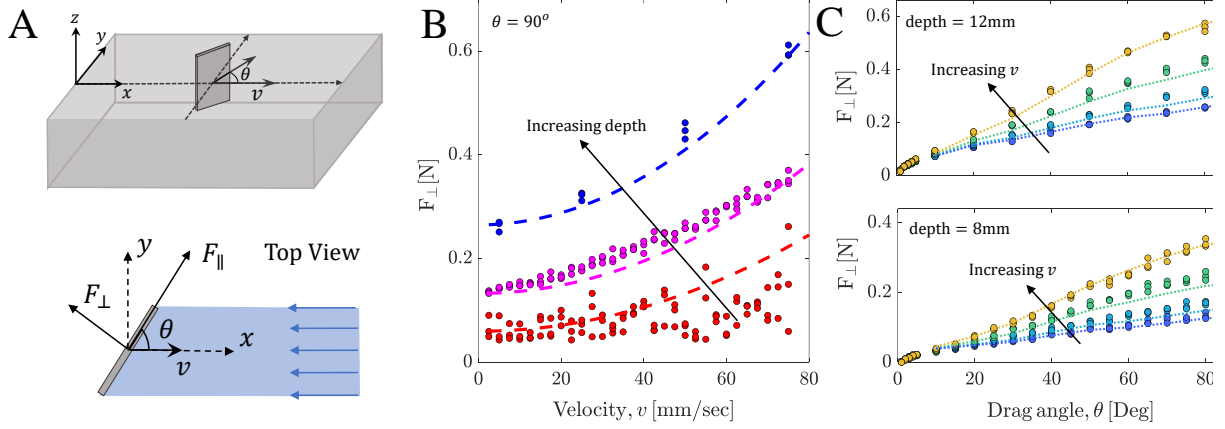 A
z
y
x
θ
v
y
F∥
Top View
F⊥
θ
x
v
B
θ = 90°
0.6
0.4
0.2
0
F⊥[N]
Increasing depth
0 20 40 60 80
Velocity, v [mm/sec]
C
depth = 12mm
0.6
0.4
0.2
0
F⊥[N]
Increasing v
depth = 8mm
0.4
0.2
0
F⊥[N]
Increasing v
0 20 40 60 80
Drag angle, θ [Deg]